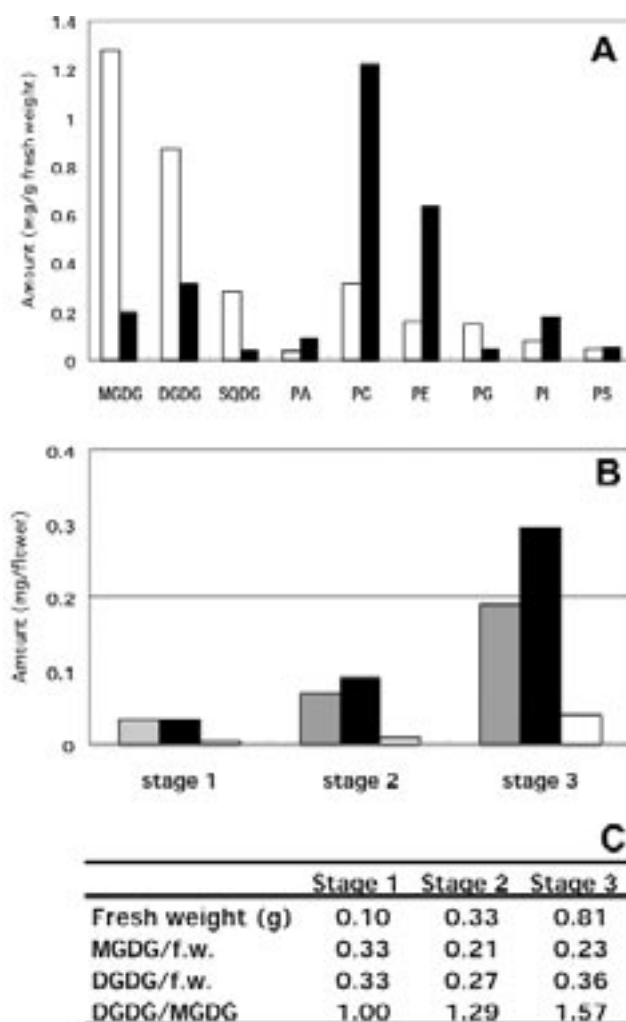 A
Amount (mg/g fresh weight)
1.4
1.2
1
0.8
0.6
0.4
0.2
0
MGDG DGDG SQDG PA PC PE PG PI PS
B
Amount (mg/flower)
0.4
0.3
0.2
0.1
0
stage 1 stage 2 stage 3
C
Stage 1 Stage 2 Stage 3
Fresh weight (g) 0.10 0.33 0.81
MGDG/f.w. 0.33 0.21 0.23
DGDG/f.w. 0.33 0.27 0.36
DGDG/MGDG 1.00 1.29 1.57